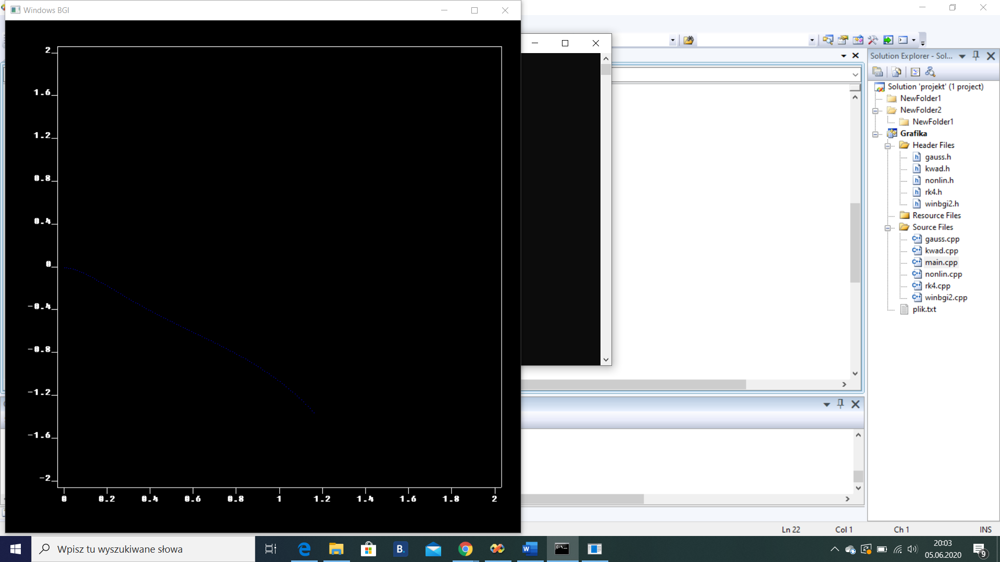 Windows BGI
2
1.6
1.2
0.8
0.4
0
-0.4
-0.8
-1.2
-1.6
-2
0 0.2 0.4 0.6 0.8 1 1.2 1.4 1.6 1.8 2
Solution Explorer - Sol...
Solution 'projekt' (1 project)
NewFolder1
NewFolder2
NewFolder1
Grafika
Header Files
gauss.h
kwad.h
nonlin.h
rk4.h
winbgi2.h
Resource Files
Source Files
gauss.cpp
kwad.cpp
main.cpp
nonlin.cpp
rk4.cpp
winbgi2.cpp
plik.txt
Ln 22 Col 1 Ch 1 INS
Wpisz tu wyszukiwane słowa
B.
W
C:\
20:03
05.06.2020
9